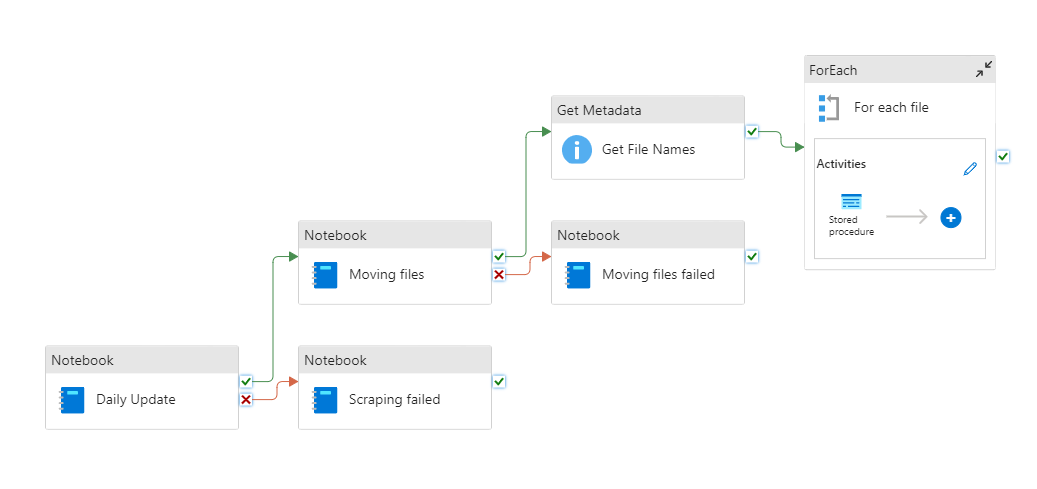 ForEach
For each file
Activities
Stored
procedure
Get Metadata
Get File Names
Notebook
Moving files
Notebook
Moving files failed
Notebook
Daily Update
Notebook
Scraping failed